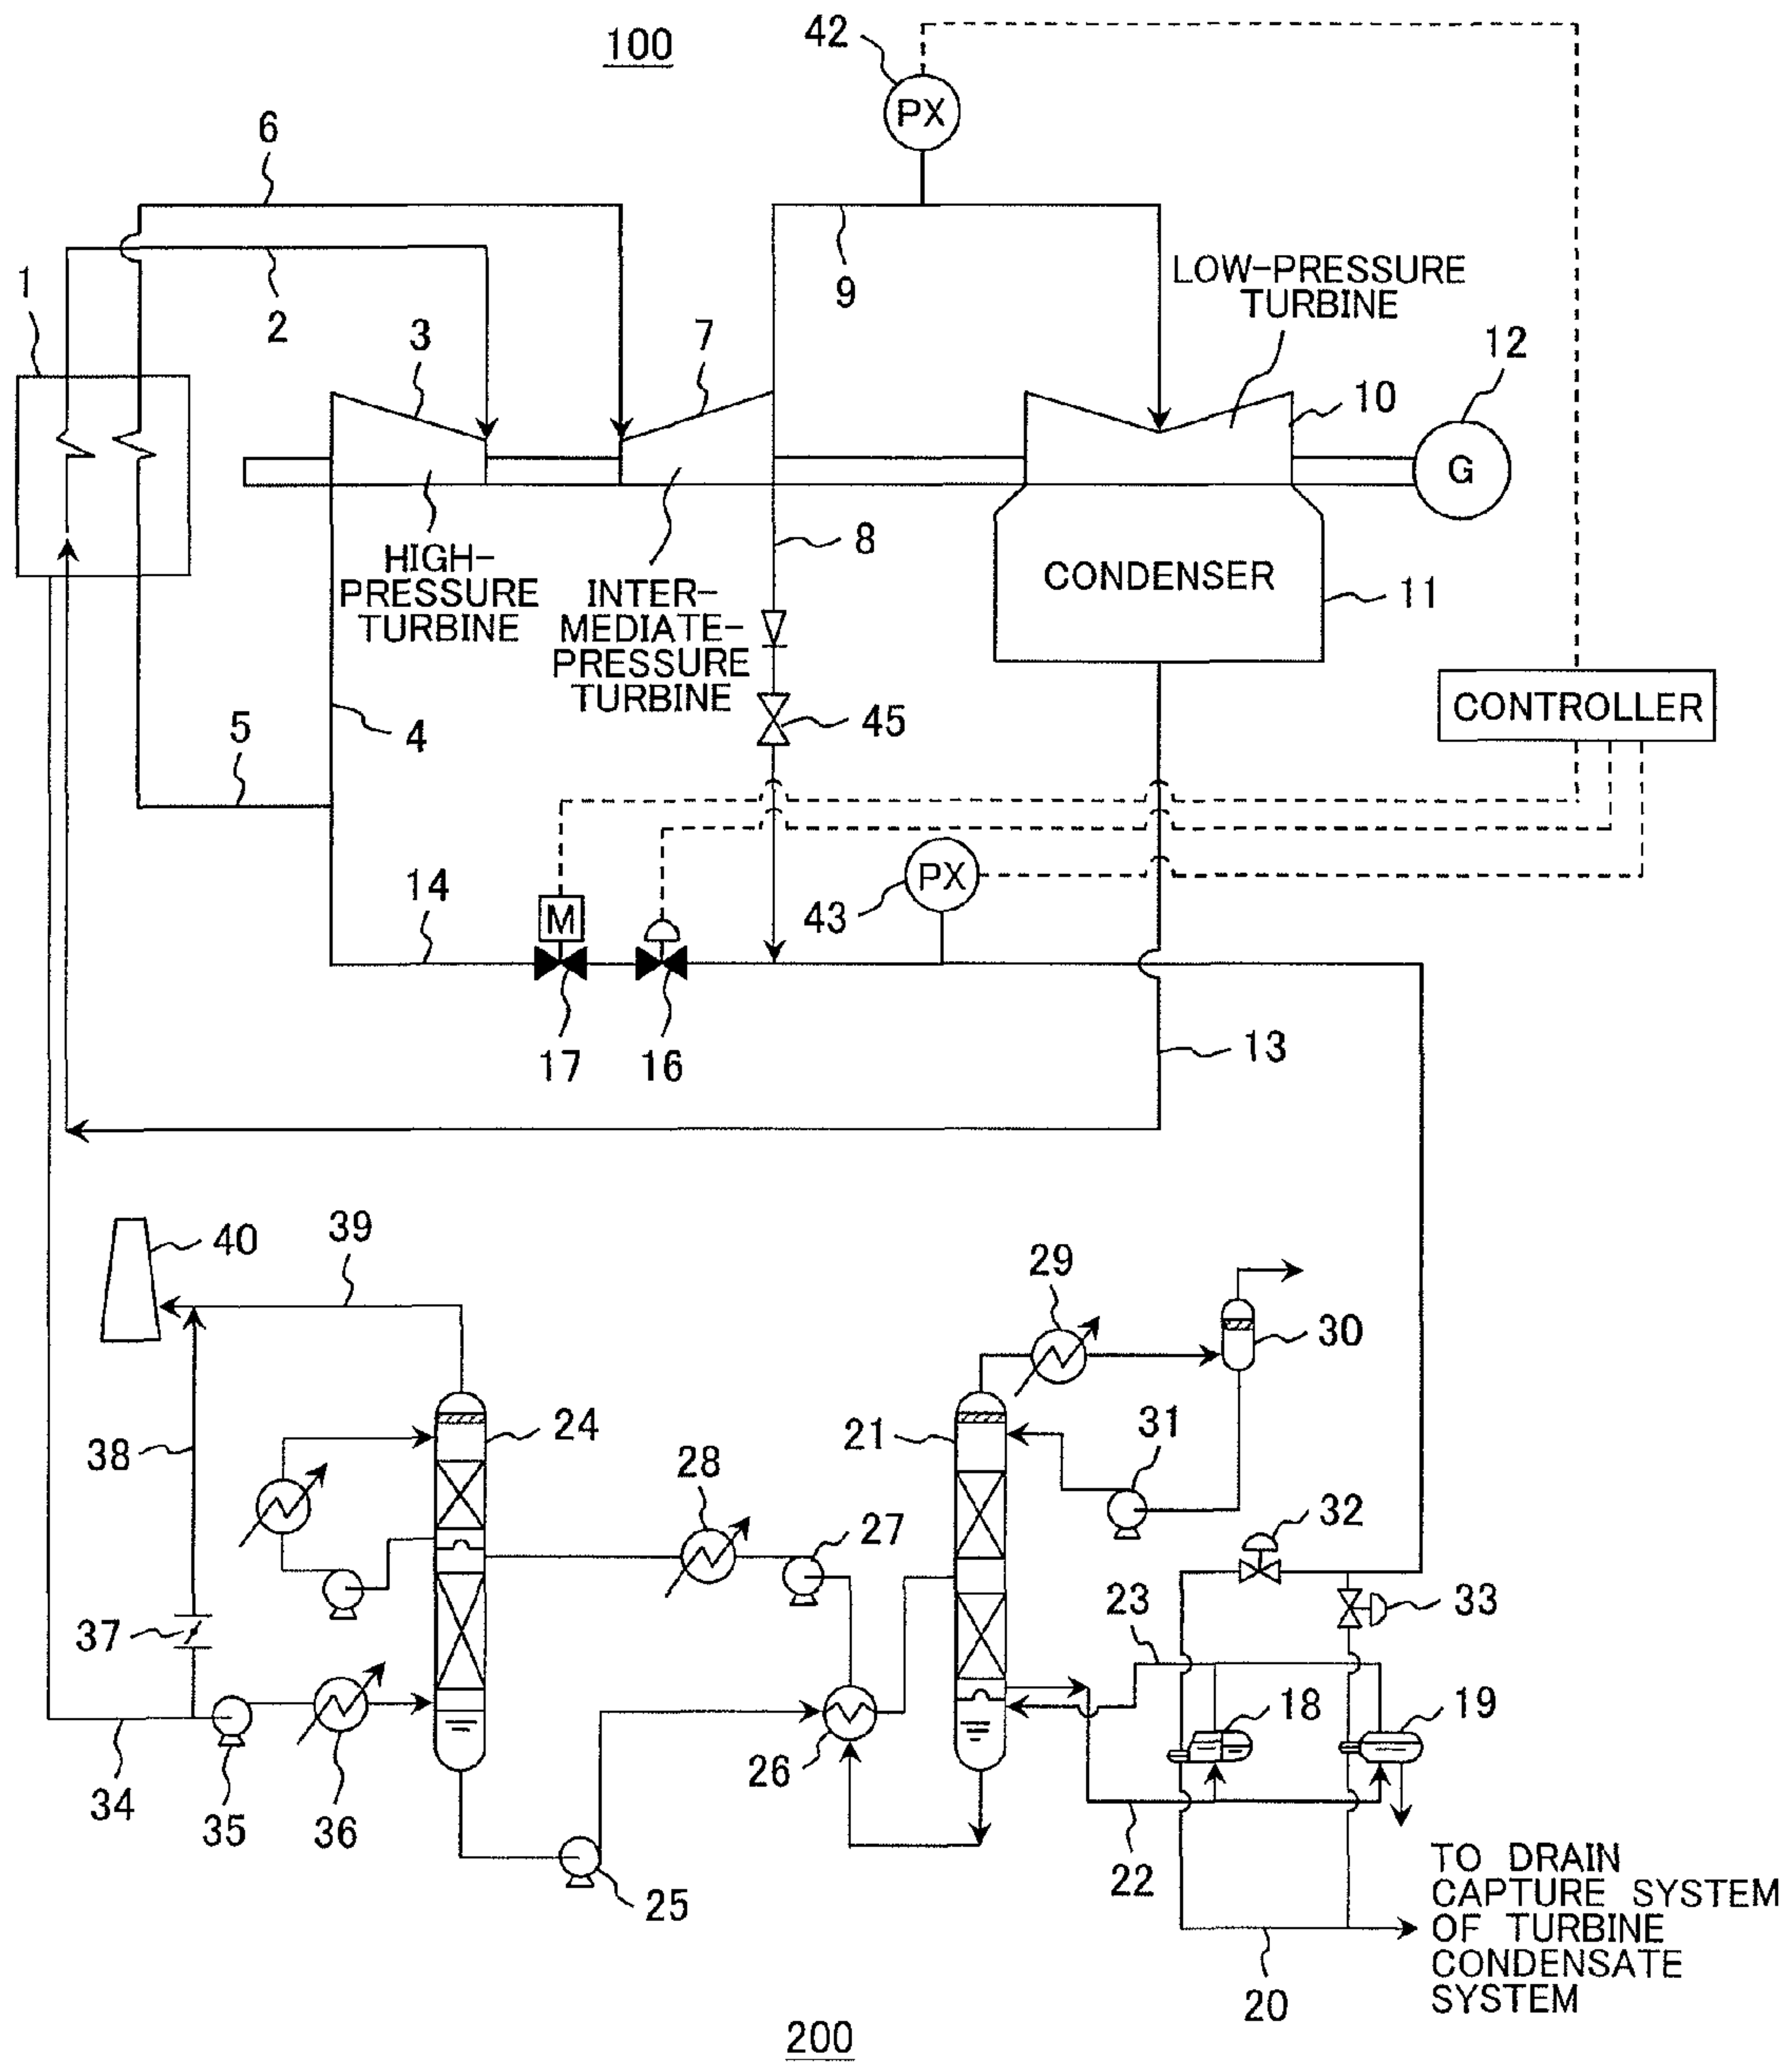 100
42
PX
6
2
9
1
3
7
LOW-PRESSURE
TURBINE
12
10
G
HIGH-
PRESSURE
TURBINE
INTER-
MEDIATE-
PRESSURE
TURBINE
8
CONDENSER
11
CONTROLLER
5
4
45
14
M
PX
43
17
16
13
40
39
29
30
38
24
28
27
21
31
32
33
37
23
18
19
34
35
36
26
22
25
20
TO DRAIN
CAPTURE SYSTEM
OF TURBINE
CONDENSATE
SYSTEM
200